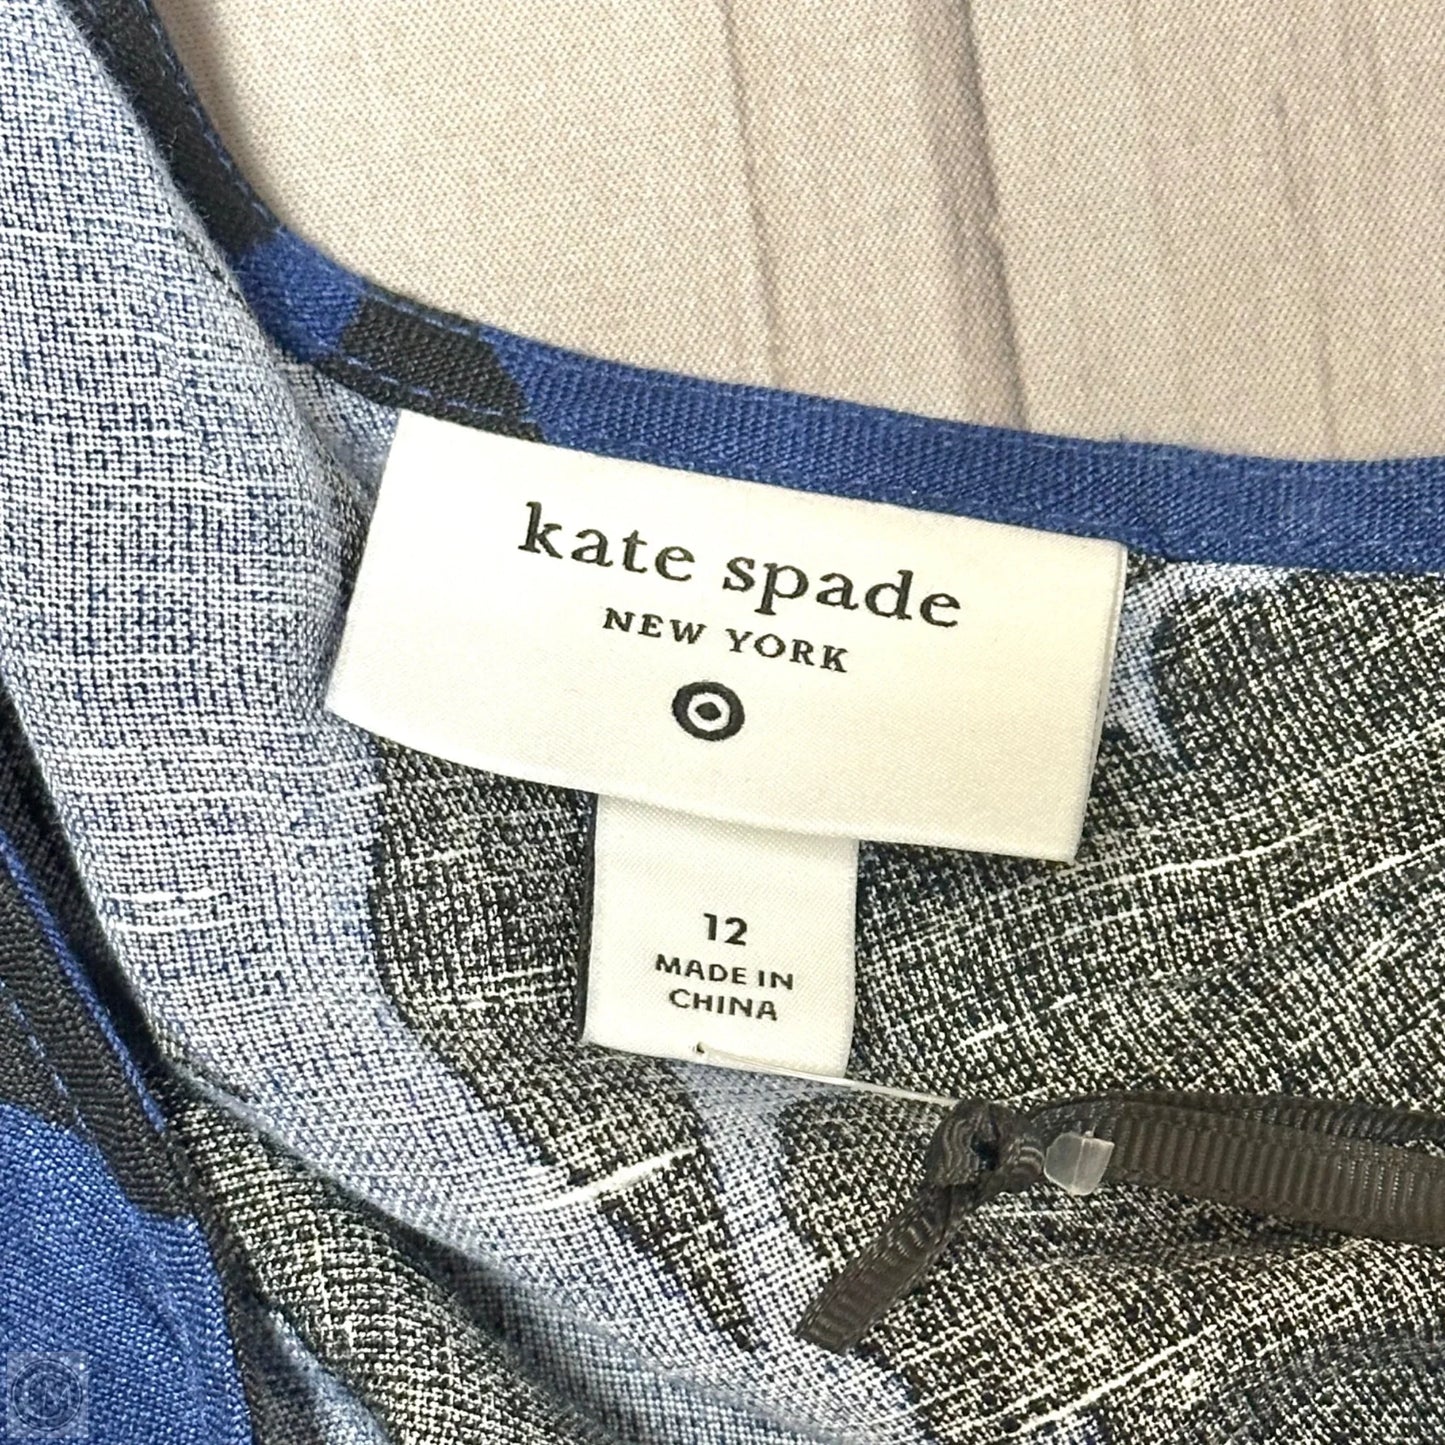 kate spade
NEW YORK
12
MADE IN
CHINA